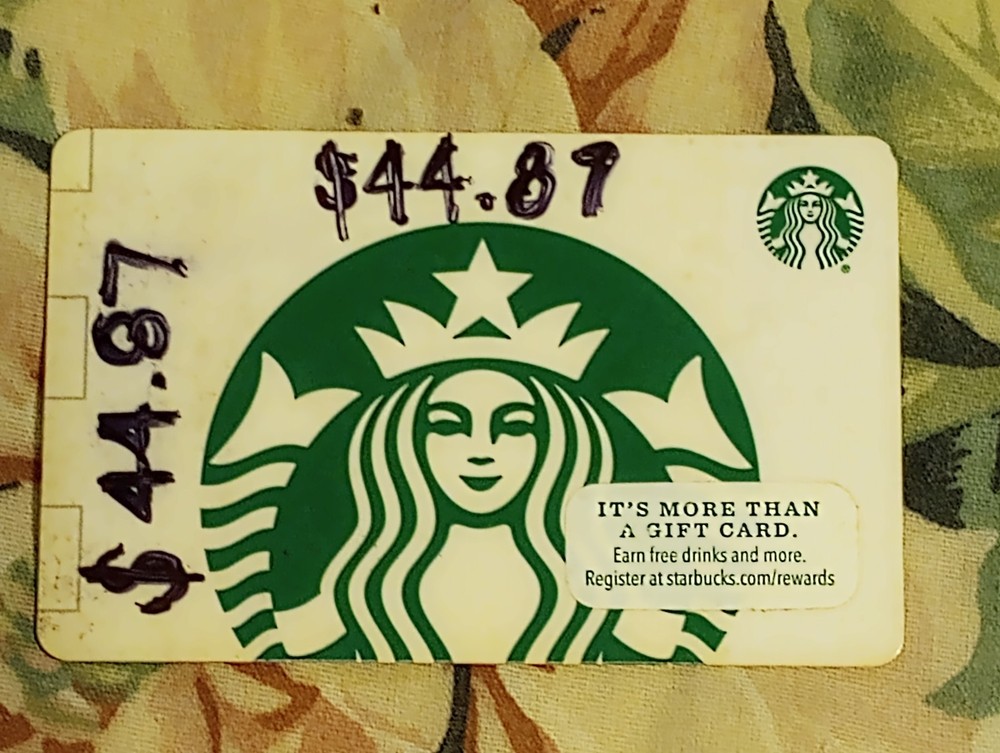 $44.87
$44.87
IT'S MORE THAN
A GIFT CARD.
Earn free drinks and more.
Register at starbucks.com/rewards